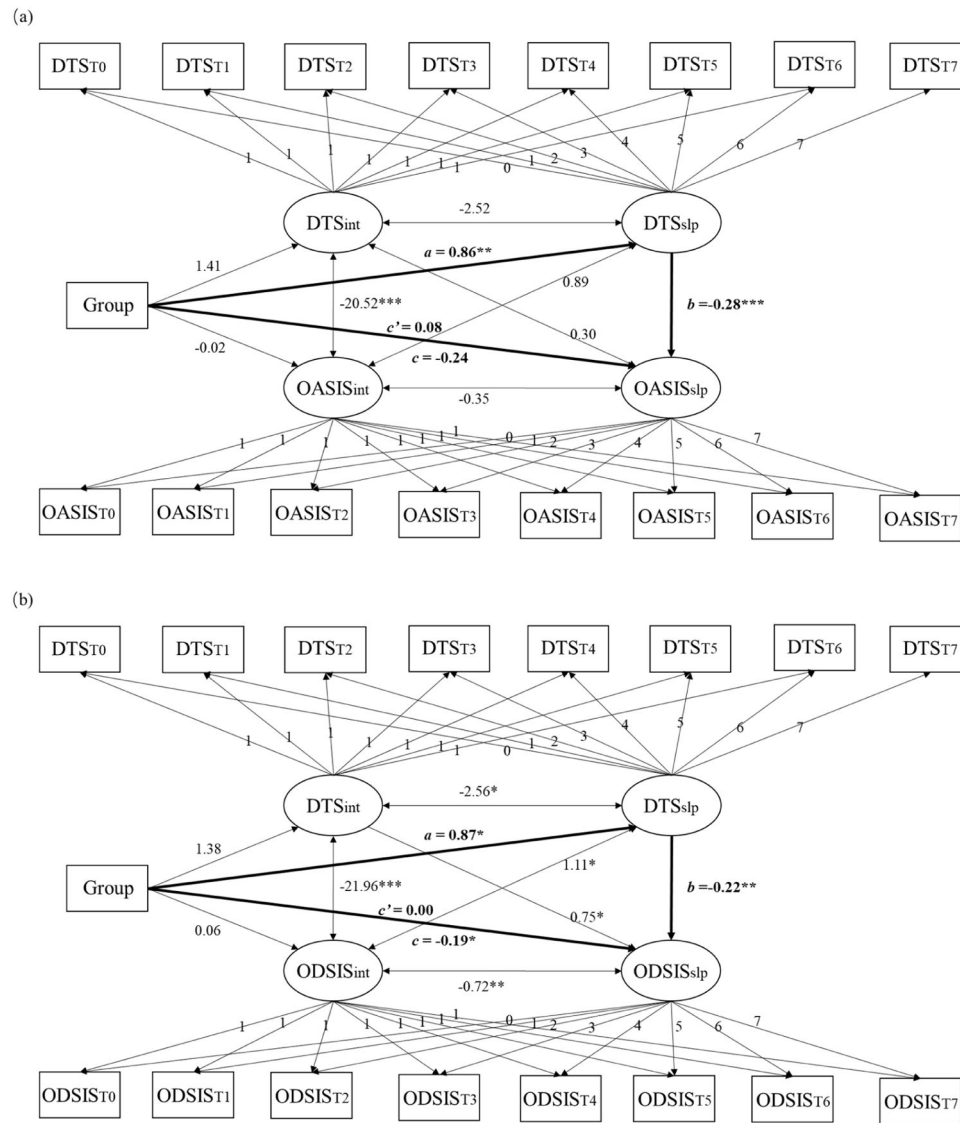 (a)
DTST0 DTST1 DTST2 DTST3 DTST4 DTST5 DTST6 DTST7
1 1 1 1 1 1 1 1 0 1 2 3 4 5 6 7
DTSint -2.52 DTSslp
a = 0.86**
1.41 0.89
Group -20.52*** b =-0.28***
c’= 0.08 0.30
-0.02 c = -0.24
OASISint -0.35 OASISslp
1 1 1 1 1 1 1 1 0 1 2 3 4 5 6 7
OASIST0 OASIST1 OASIST2 OASIST3 OASIST4 OASIST5 OASIST6 OASIST7
(b)
DTST0 DTST1 DTST2 DTST3 DTST4 DTST5 DTST6 DTST7
1 1 1 1 1 1 1 1 0 1 2 3 4 5 6 7
DTSint -2.56* DTSslp
a = 0.87*
1.38 1.11*
Group -21.96*** b =-0.22**
c’= 0.00 0.75*
0.06 c = -0.19*
ODSISint -0.72** ODSISslp
1 1 1 1 1 1 1 1 0 1 2 3 4 5 6 7
ODSIST0 ODSIST1 ODSIST2 ODSIST3 ODSIST4 ODSIST5 ODSIST6 ODSIST7